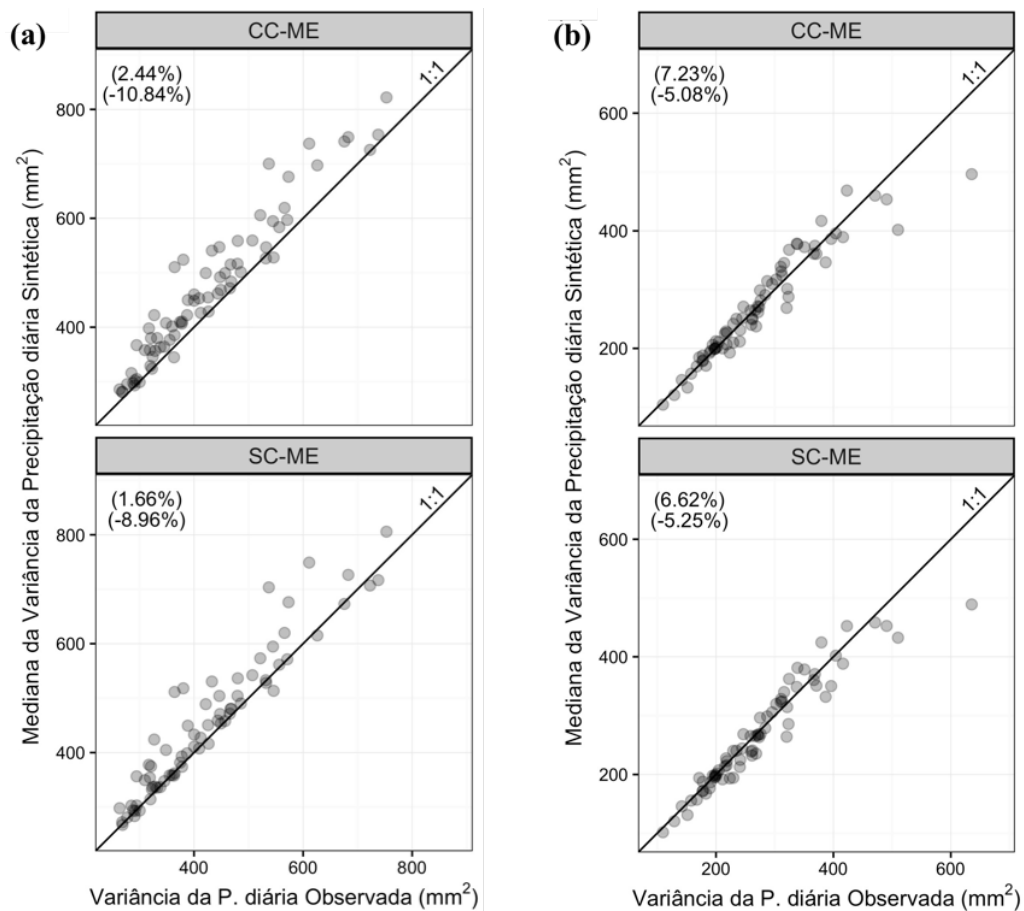 (a)
CC-ME
(2.44%)
(-10.84%)
1:1
800
600
400
SC-ME
(1.66%)
(-8.96%)
1:1
800
600
400
400 600 800
Mediana da Variância da Precipitação diária Sintética (mm²)
Variância da P. diária Observada (mm²)
(b)
CC-ME
(7.23%)
(-5.08%)
1:1
600
400
200
SC-ME
(6.62%)
(-5.25%)
1:1
600
400
200
200 400 600
Mediana da Variância da Precipitação diária Sintética (mm²)
Variância da P. diária Observada (mm²)